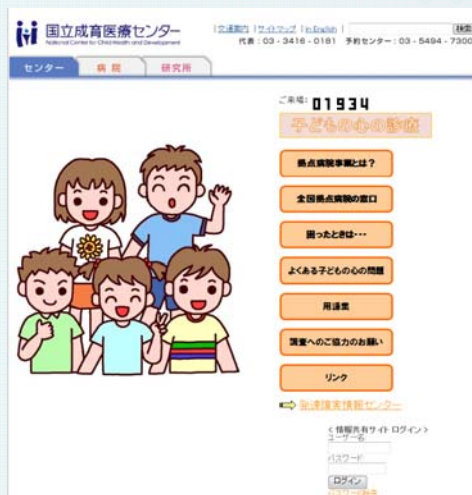 国立成育医療センター
National Center for Child Health and Development
| 交通案内 | サイトマップ | In English |
検索
代表：03 - 3416 - 0181　予約センター：03 - 5494 - 7300
センター
病院
研究所
ご来場:
01934
子どもの心の診療
拠点病院事業とは？
全国拠点病院の窓口
困ったときは・・・
よくある子どもの心の問題
用語集
調査へのご協力のお願い
リンク
発達障害情報センター
＜情報共有サイト ログイン＞
ユーザー名
パスワード
ログイン